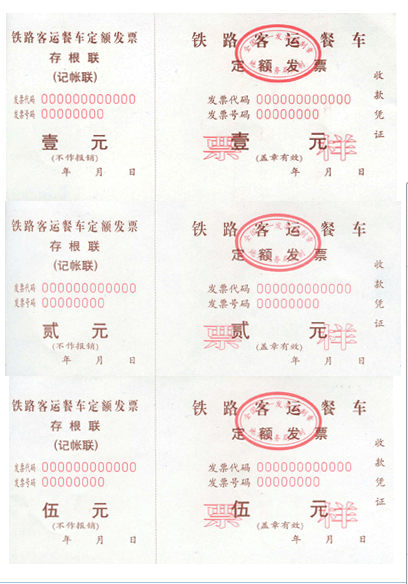 铁路客运餐车定额发票
存根联
(记帐联)
发票代码 000000000000
发票号码 00000000
壹 元
(不作报销)
年 月 日
铁路客运餐车
定额发票
发票代码 000000000000
发票号码 00000000
壹 元
票样
(盖章有效)
年 月 日
收款凭证
铁路客运餐车定额发票
存根联
(记帐联)
发票代码 000000000000
发票号码 00000000
贰 元
(不作报销)
年 月 日
铁路客运餐车
定额发票
发票代码 000000000000
发票号码 00000000
贰 元
票样
(盖章有效)
年 月 日
收款凭证
铁路客运餐车定额发票
存根联
(记帐联)
发票代码 000000000000
发票号码 00000000
伍 元
(不作报销)
年 月 日
铁路客运餐车
定额发票
发票代码 000000000000
发票号码 00000000
伍 元
票样
(盖章有效)
年 月 日
收款凭证